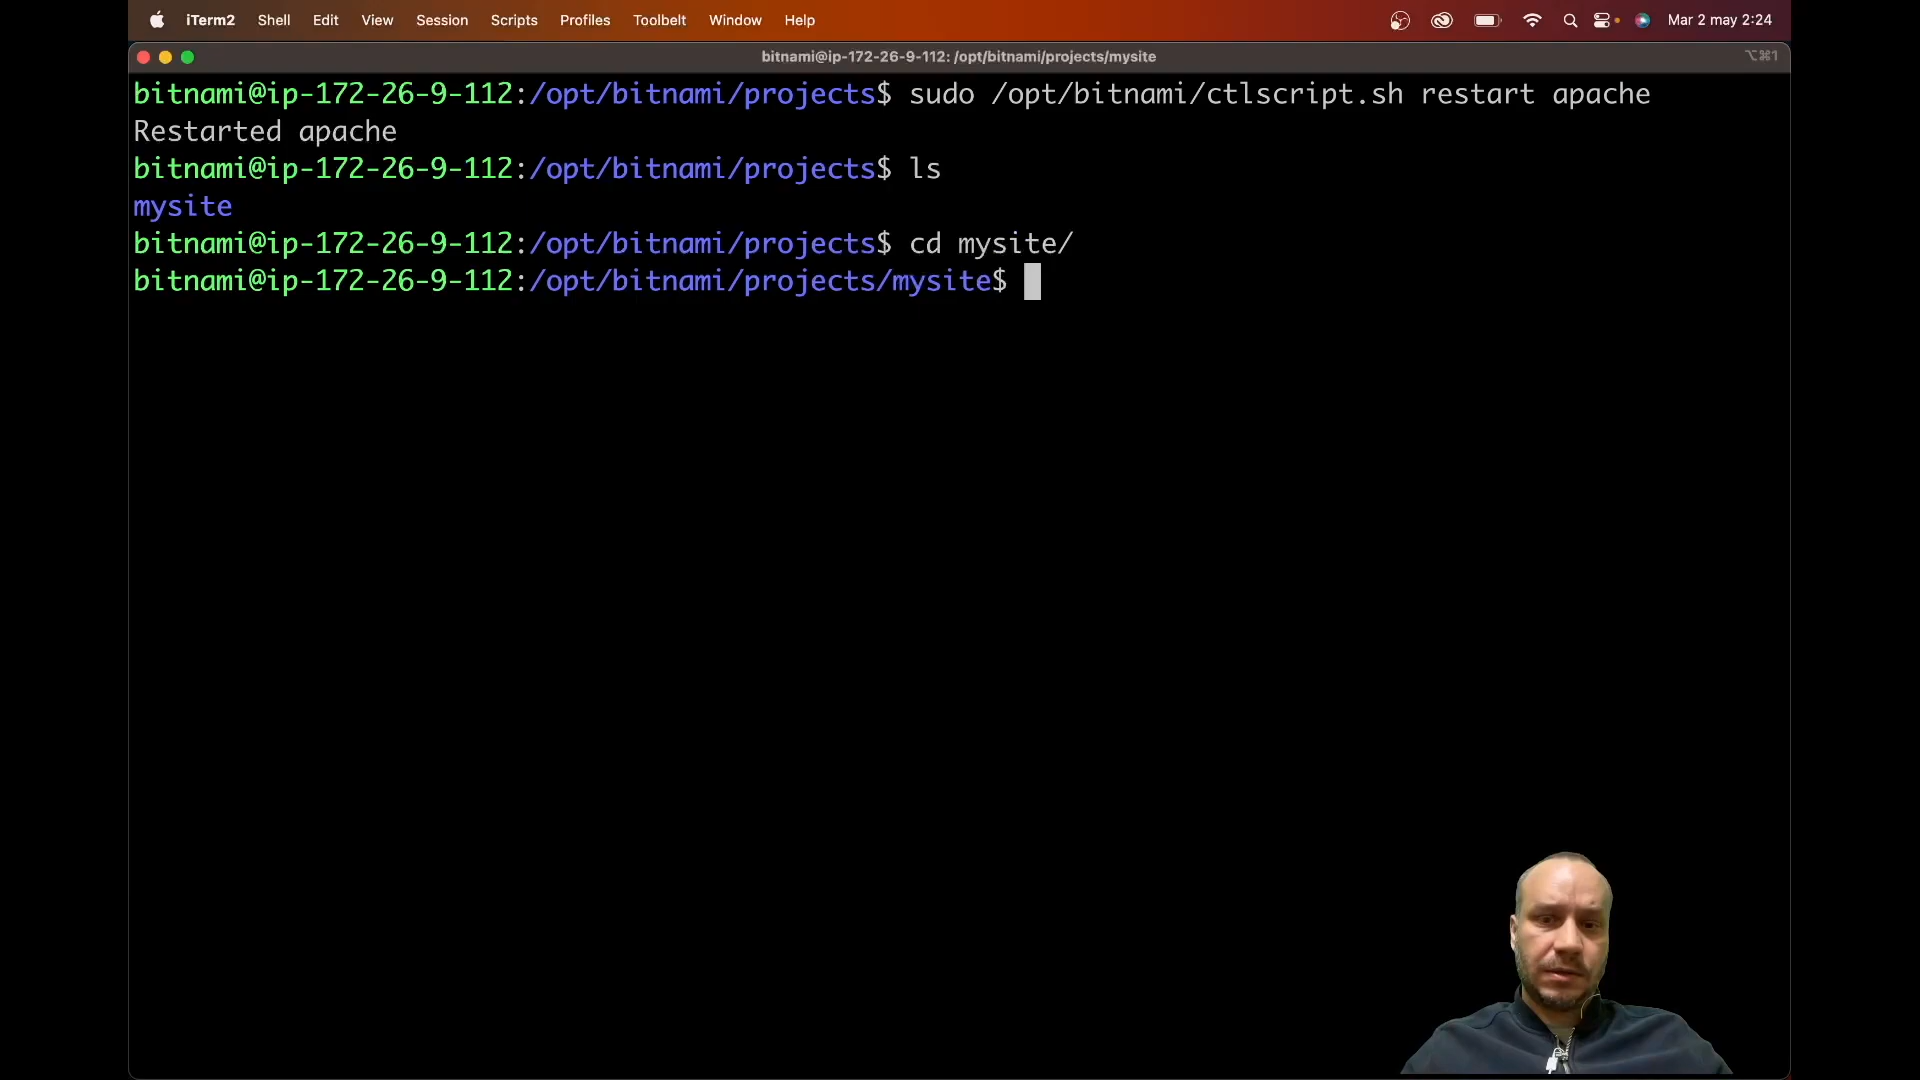 iTerm2 Shell Edit View Session Scripts Profiles Toolbelt Window Help Mar 2 may 2:24
bitnami@ip-172-26-9-112: /opt/bitnami/projects/mysite ⌥⌘1
bitnami@ip-172-26-9-112:/opt/bitnami/projects$ sudo /opt/bitnami/ctlscript.sh restart apache
Restarted apache
bitnami@ip-172-26-9-112:/opt/bitnami/projects$ ls
mysite
bitnami@ip-172-26-9-112:/opt/bitnami/projects$ cd mysite/
bitnami@ip-172-26-9-112:/opt/bitnami/projects/mysite$